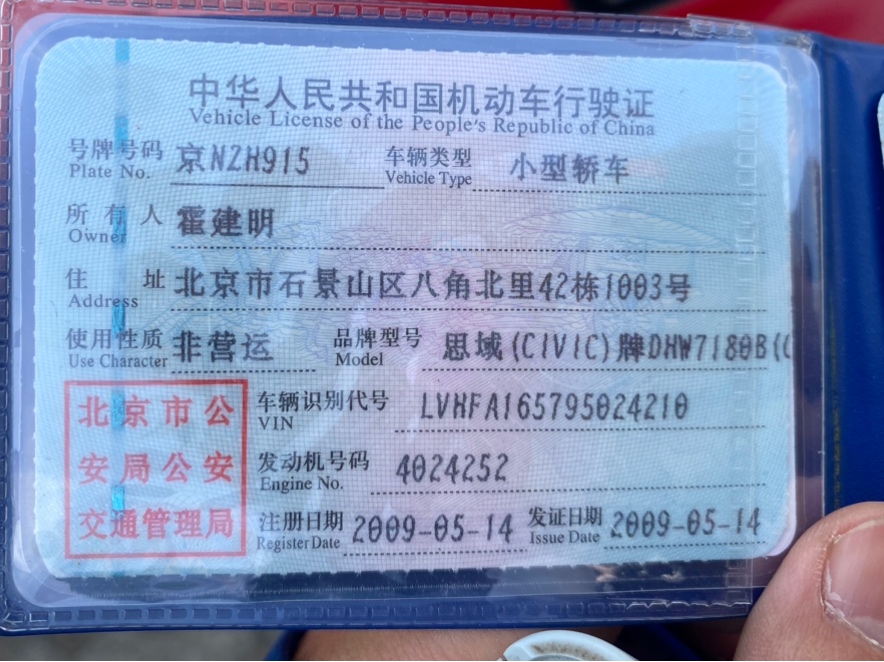 中华人民共和国机动车行驶证
Vehicle License of the People's Republic of China
号牌号码 京NZH915 车辆类型 小型轿车
Plate No. Vehicle Type
所有人 霍建明
Owner
住址 北京市石景山区八角北里42栋1003号
Address
使用性质 非营运 品牌型号 思域(CIVIC)牌DHW7180B(C
Use Character Model
北京市公
安局公安
交通管理局
车辆识别代号 LVHFA165795024210
VIN
发动机号码 4024252
Engine No.
注册日期 2009-05-14 发证日期 2009-05-14
Register Date Issue Date